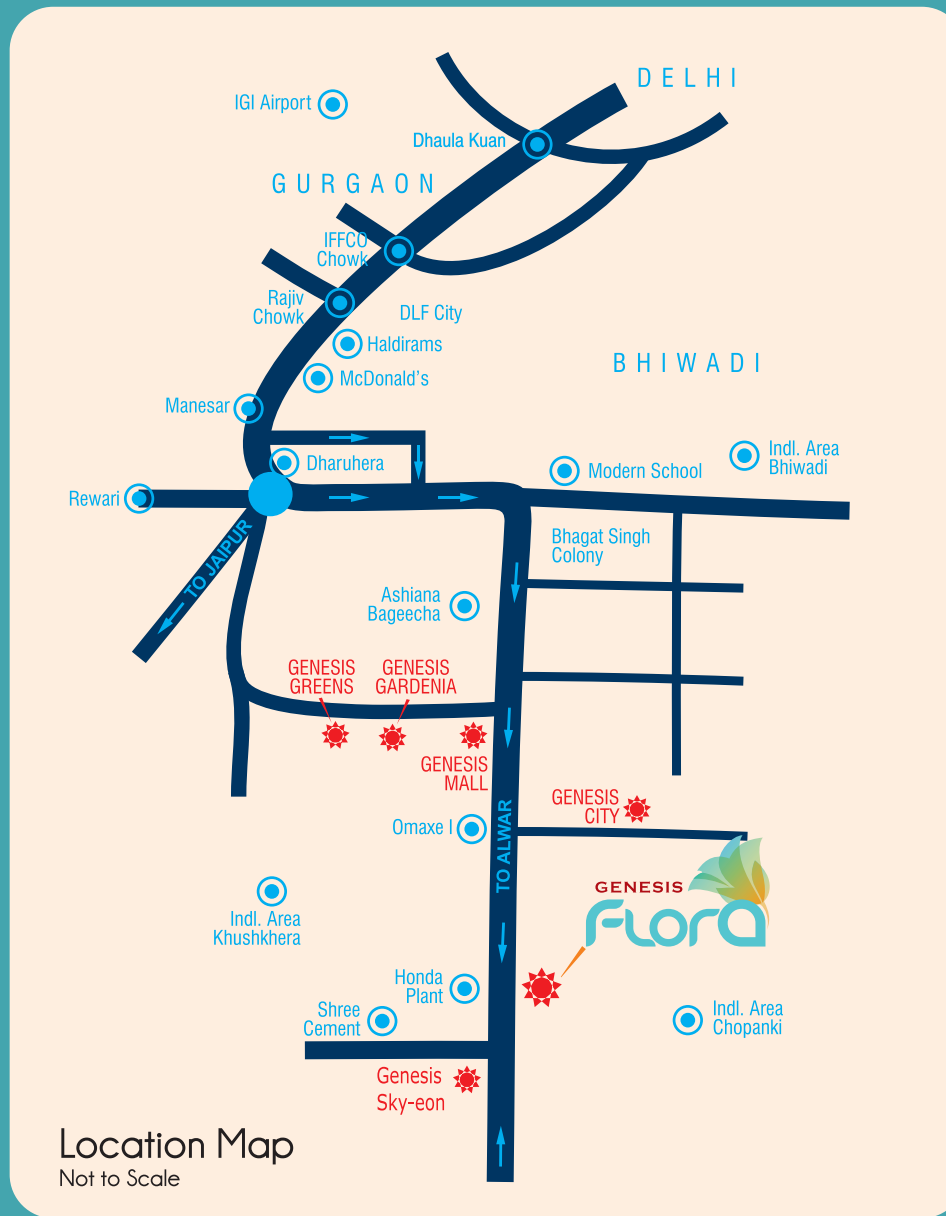 DELHI
IGI Airport
Dhaula Kuan
GURGAON
IFFCO
Chowk
Rajiv
Chowk
DLF City
Haldirams
BHIWADI
McDonald's
Manesar
Indl. Area
Bhiwadi
Dharuhera
Modern School
Rewari
TO JAIPUR
Bhagat Singh
Colony
Ashiana
Bageecha
GENESIS
GREENS
GENESIS
GARDENIA
GENESIS
MALL
GENESIS
CITY
Omaxe I
TO ALWAR
GENESIS
FLORA
Indl. Area
Khushkhera
Honda
Plant
Shree
Cement
Indl. Area
Chopanki
Genesis
Sky-eon
Location Map
Not to Scale